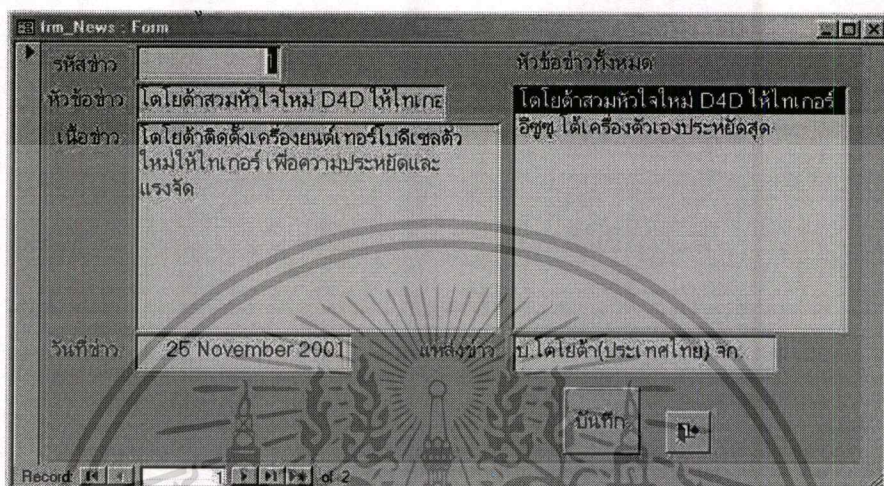 frm_News : Form
รหัสข่าว 1
หัวข้อข่าวทั้งหมด
หัวข้อข่าว โตโยต้าสวมหัวใจใหม่ D4D ให้ไทเกอ
โตโยต้าสวมหัวใจใหม่ D4D ให้ไทเกอร์
อีซูซุ โต้เครื่องตัวเองประหยัดสุด
เนื้อข่าว โตโยต้าติดตั้งเครื่องยนต์เทอร์โบดีเซลตัว
ใหม่ให้ไทเกอร์ เพื่อความประหยัดและ
แรงจัด
วันที่ข่าว 25 November 2001 แหล่งข่าว บ.โตโยต้า(ประเทศไทย) จก.
บันทึก
Record: 1 of 2